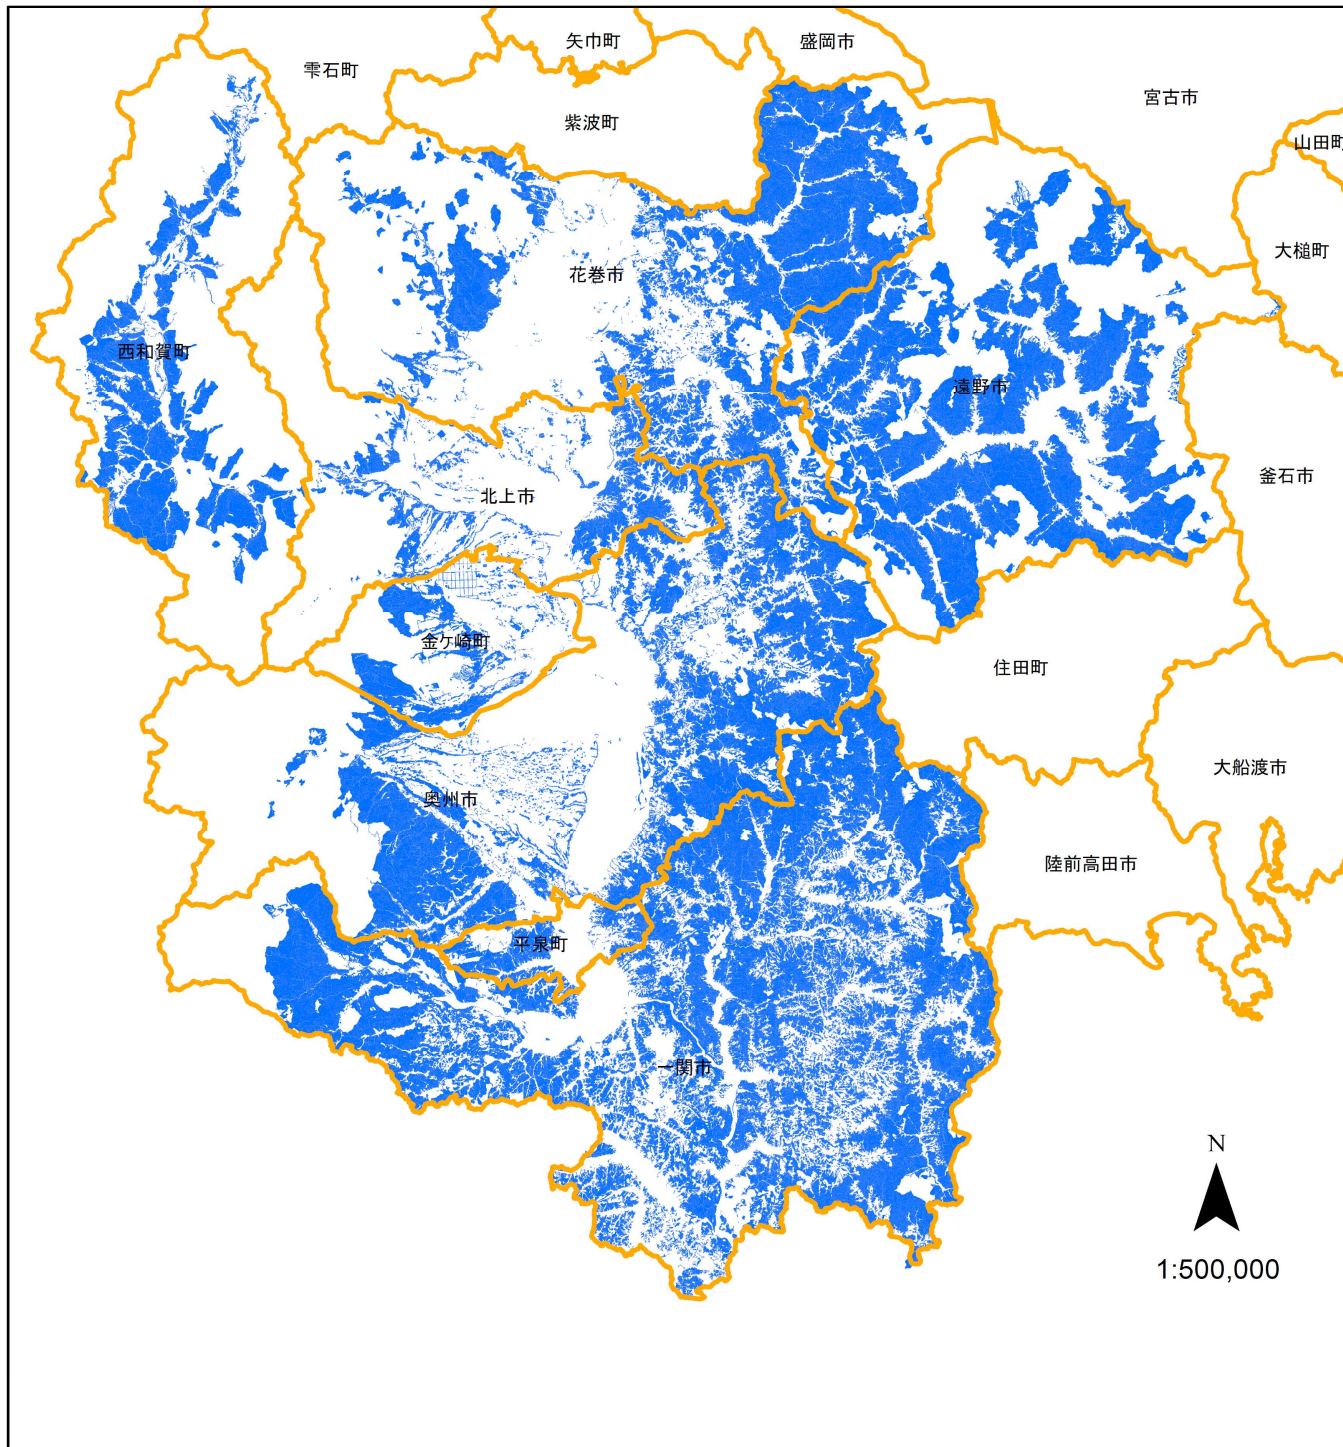 矢巾町
盛岡市
雫石町
宮古市
紫波町
山田町
大槌町
花巻市
西和賀町
遠野市
釜石市
北上市
金ケ崎町
住田町
大船渡市
奥州市
陸前高田市
平泉町
一関市
N
1:500,000